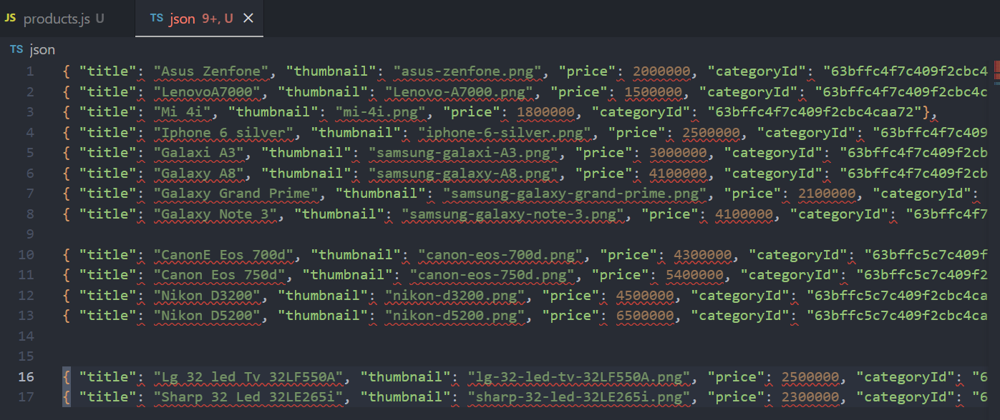 JS products.js U TS json 9+, U
TS json
1 { "title": "Asus Zenfone", "thumbnail": "asus-zenfone.png", "price": 2000000, "categoryId": "63bffc4f7c409f2cbc4
2 { "title": "LenovoA7000", "thumbnail": "Lenovo-A7000.png", "price": 1500000, "categoryId": "63bffc4f7c409f2cbc4c
3 { "title": "Mi 4i", "thumbnail": "mi-4i.png", "price": 1800000, "categoryId": "63bffc4f7c409f2cbc4caa72"},
4 { "title": "Iphone 6 silver", "thumbnail": "iphone-6-silver.png", "price": 2500000, "categoryId": "63bffc4f7c409
5 { "title": "Galaxi A3", "thumbnail": "samsung-galaxi-A3.png", "price": 3000000, "categoryId": "63bffc4f7c409f2cb
6 { "title": "Galaxy A8", "thumbnail": "samsung-galaxy-A8.png", "price": 4100000, "categoryId": "63bffc4f7c409f2cb
7 { "title": "Galaxy Grand Prime", "thumbnail": "samsung-galaxy-grand-prime.png", "price": 2100000, "categoryId":
8 { "title": "Galaxy Note 3", "thumbnail": "samsung-galaxy-note-3.png", "price": 4100000, "categoryId": "63bffc4f7
9
10 { "title": "CanonE Eos 700d", "thumbnail": "canon-eos-700d.png", "price": 4300000, "categoryId": "63bffc5c7c409f
11 { "title": "Canon Eos 750d", "thumbnail": "canon-eos-750d.png", "price": 5400000, "categoryId": "63bffc5c7c409f2
12 { "title": "Nikon D3200", "thumbnail": "nikon-d3200.png", "price": 4500000, "categoryId": "63bffc5c7c409f2cbc4ca
13 { "title": "Nikon D5200", "thumbnail": "nikon-d5200.png", "price": 6500000, "categoryId": "63bffc5c7c409f2cbc4ca
14
15
16 { "title": "Lg 32 led Tv 32LF550A", "thumbnail": "lg-32-led-tv-32LF550A.png", "price": 2500000, "categoryId": "6
17 { "title": "Sharp 32 Led 32LE265i", "thumbnail": "sharp-32-led-32LE265i.png", "price": 2300000, "categoryId": "6